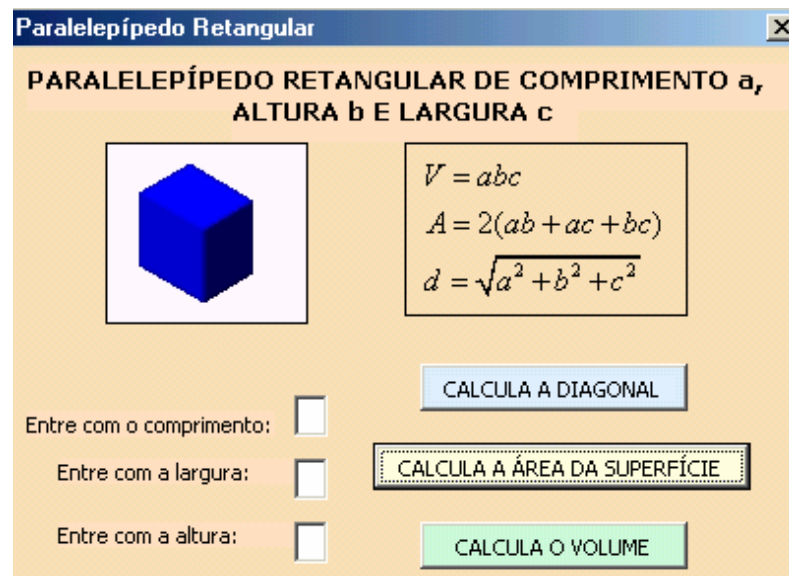 Paralelepípedo Retangular
PARALELEPÍPEDO RETANGULAR DE COMPRIMENTO a,
ALTURA b E LARGURA c
V = abc
A = 2(ab + ac + bc)
d = √(a² + b² + c²)
CALCULA A DIAGONAL
Entre com o comprimento:
CALCULA A ÁREA DA SUPERFÍCIE
Entre com a largura:
Entre com a altura:
CALCULA O VOLUME